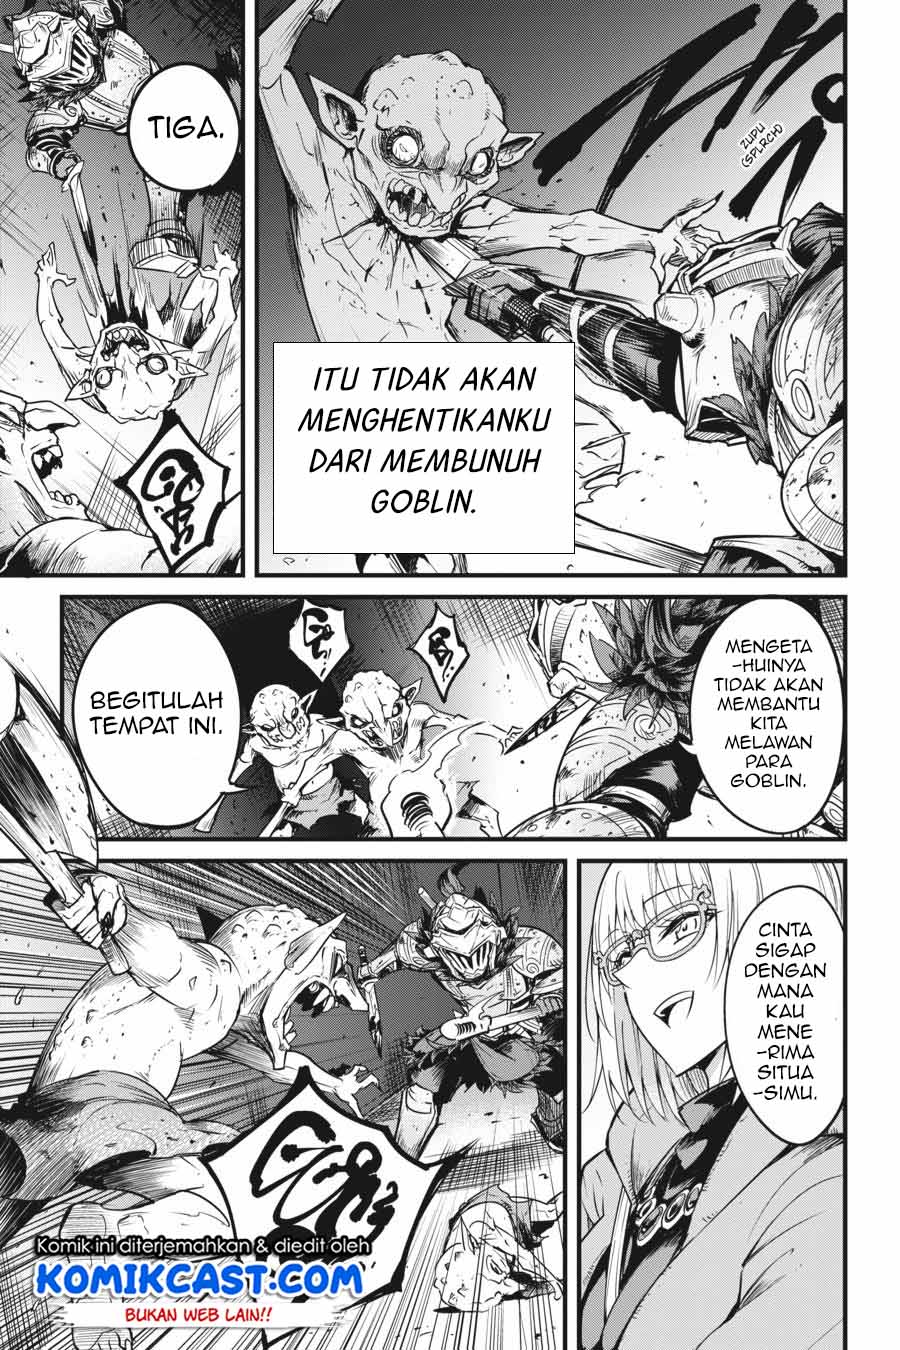 ZUPU
(SPLRCH)
ITU TIDAK AKAN
MENGHENTIKANKU
DARI MEMBUNUH
GOBLIN.
TIGA.
MENGETA
-HUINYA
TIDAK AKAN
MEMBANTU
KITA
MELAWAN
PARA
GOBLIN.
BEGITULAH
TEMPAT INI.
CINTA
SIGAP
DENGAN
MANA
KAU
MENE
-RIMA
SITUA
-SIMU.
Komik ini diterjemahkan & diedit oleh
KOMIKCAST.COM
BUKAN WEB LAIN!!